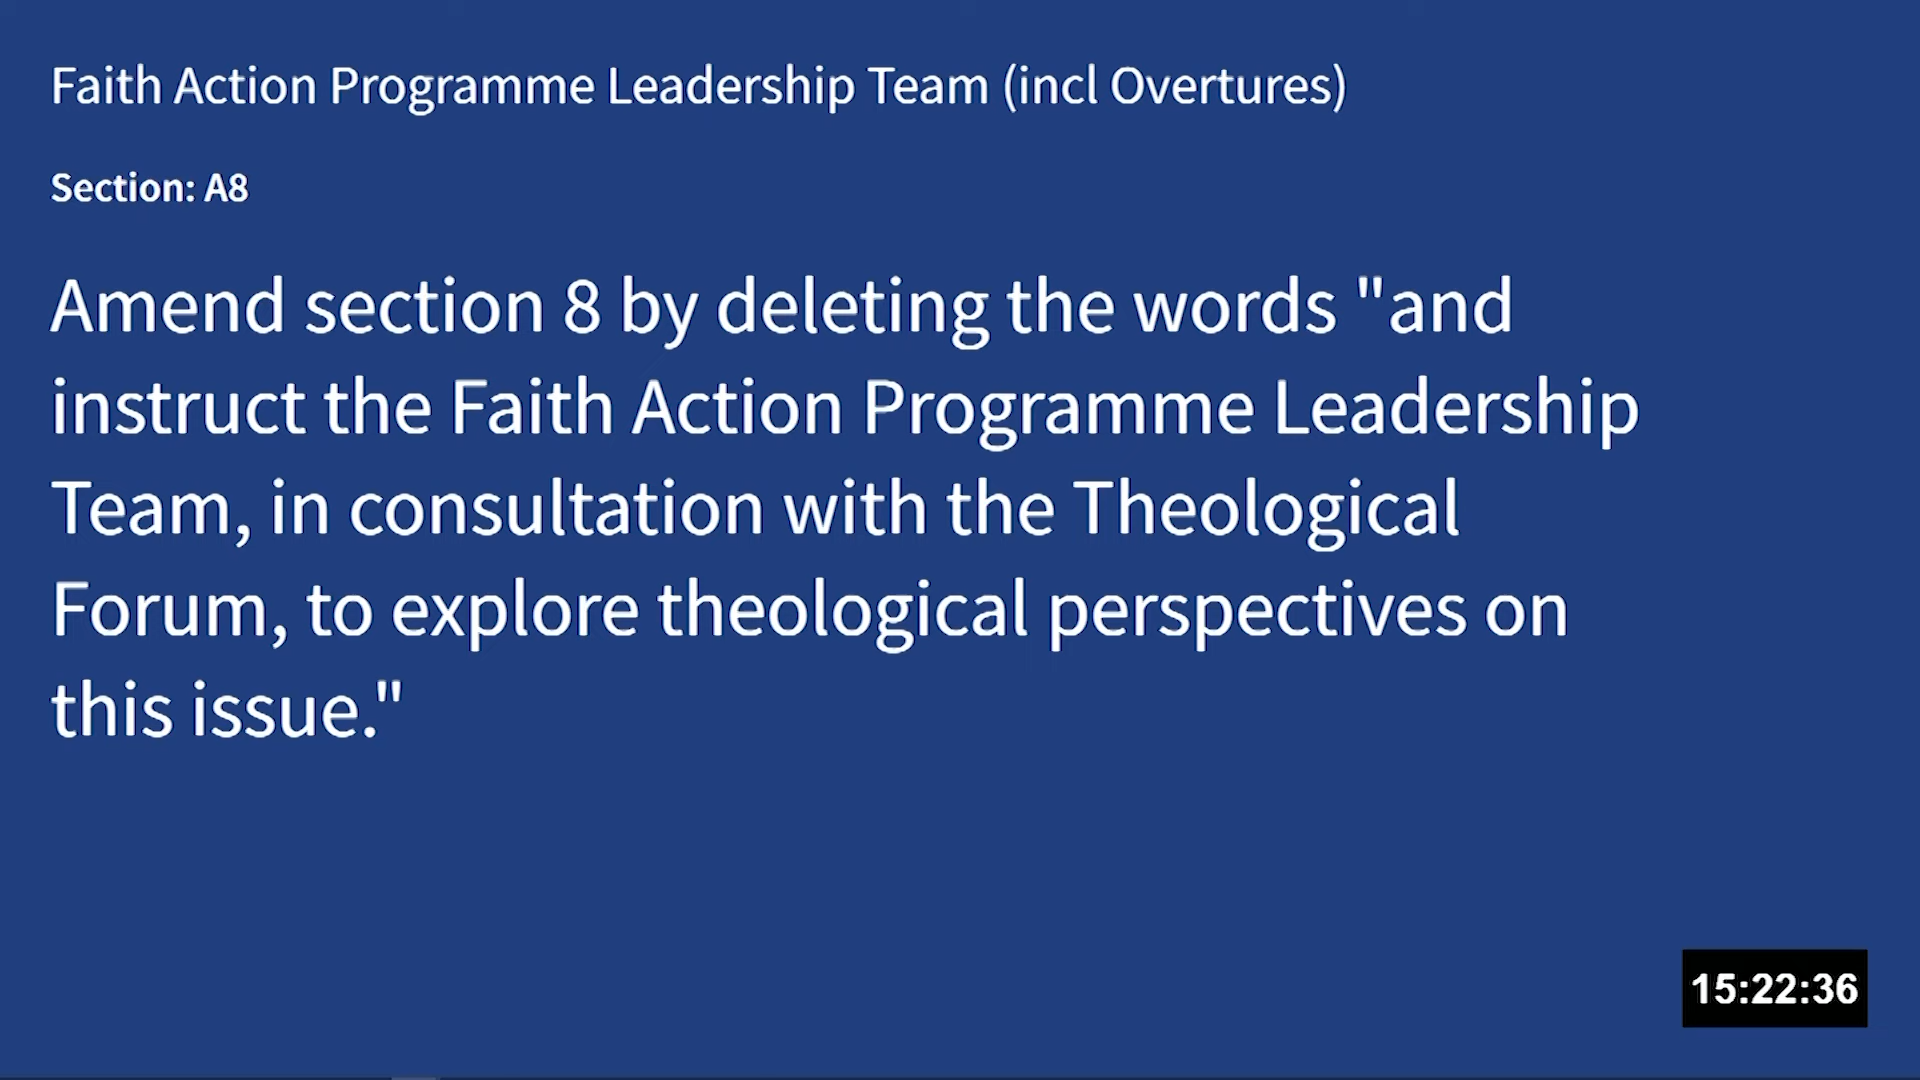 Faith Action Programme Leadership Team (incl Overtures)
Section: A8
Amend section 8 by deleting the words "and
instruct the Faith Action Programme Leadership
Team, in consultation with the Theological
Forum, to explore theological perspectives on
this issue."
15:22:36